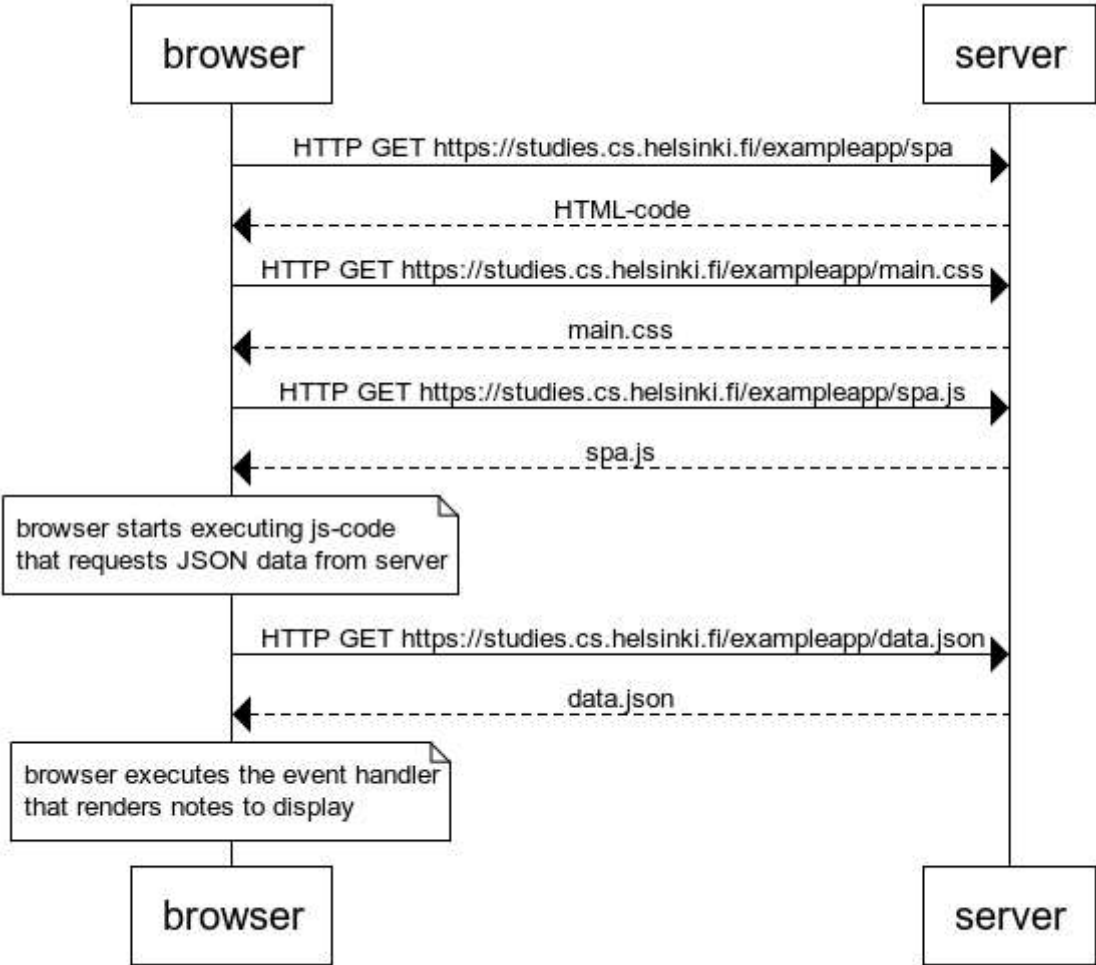 browser
server
HTTP GET https://studies.cs.helsinki.fi/exampleapp/spa
HTML-code
HTTP GET https://studies.cs.helsinki.fi/exampleapp/main.css
main.css
HTTP GET https://studies.cs.helsinki.fi/exampleapp/spa.js
spa.js
browser starts executing js-code
that requests JSON data from server
HTTP GET https://studies.cs.helsinki.fi/exampleapp/data.json
data.json
browser executes the event handler
that renders notes to display
browser
server